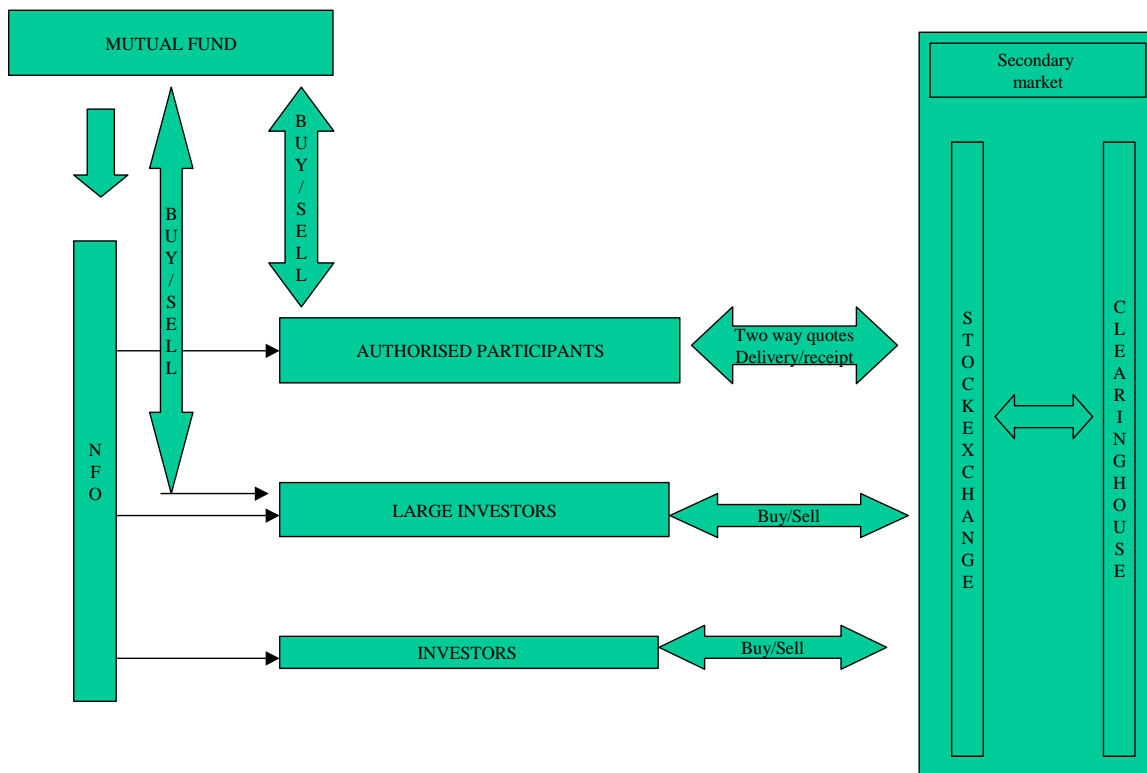 MUTUAL FUND
Secondary
market
BUY/SELL
BUY/SELL
NFO
AUTHORISED PARTICIPANTS
Two way quotes
Delivery/receipt
LARGE INVESTORS
Buy/Sell
INVESTORS
Buy/Sell
STOCKEXCHANGE
CLEARINGHOUSE